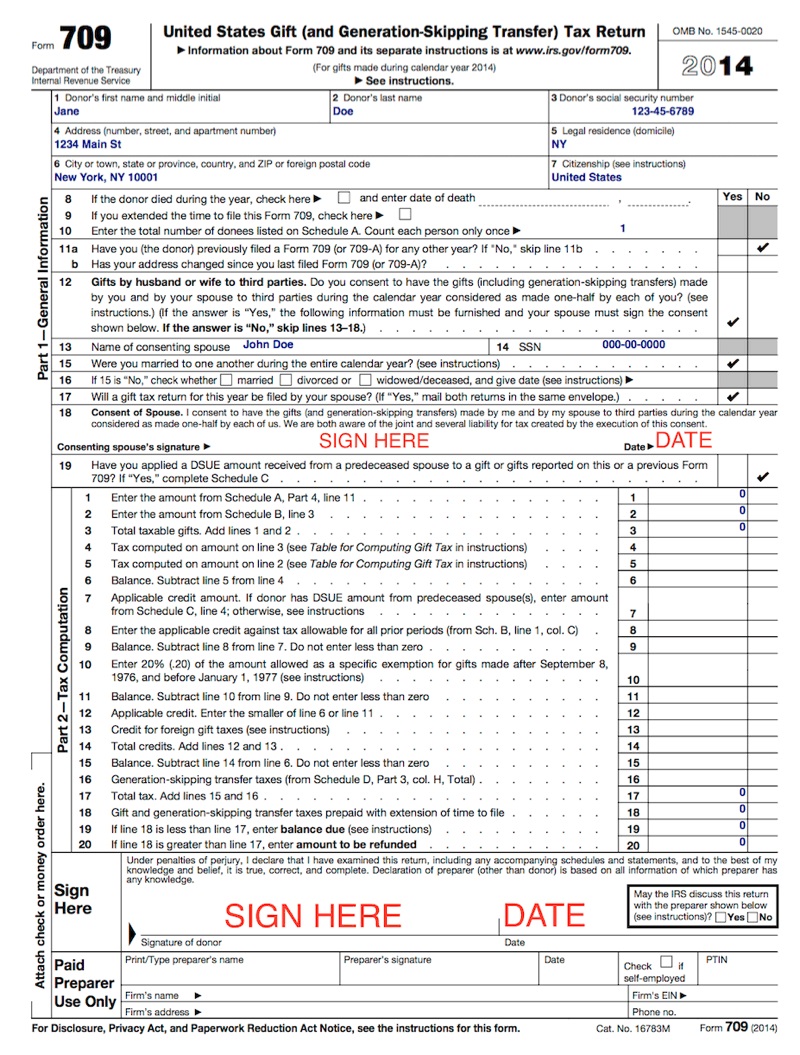 Form 709
Department of the Treasury
Internal Revenue Service
United States Gift (and Generation-Skipping Transfer) Tax Return
▶ Information about Form 709 and its separate instructions is at www.irs.gov/form709.
(For gifts made during calendar year 2014)
▶ See instructions.
OMB No. 1545-0020
2014
Part 1—General Information
1 Donor's first name and middle initial
Jane
2 Donor's last name
Doe
3 Donor's social security number
123-45-6789
4 Address (number, street, and apartment number)
1234 Main St
5 Legal residence (domicile)
NY
6 City or town, state or province, country, and ZIP or foreign postal code
New York, NY 10001
7 Citizenship (see instructions)
United States
Yes No
8 If the donor died during the year, check here ▶ ☐ and enter date of death , .
9 If you extended the time to file this Form 709, check here ▶ ☐
10 Enter the total number of donees listed on Schedule A. Count each person only once ▶ 1
11a Have you (the donor) previously filed a Form 709 (or 709-A) for any other year? If "No," skip line 11b . . . . . . . ✔
b Has your address changed since you last filed Form 709 (or 709-A)? . . . . . . . . . . . . . . .
12 Gifts by husband or wife to third parties. Do you consent to have the gifts (including generation-skipping transfers) made
by you and by your spouse to third parties during the calendar year considered as made one-half by each of you? (see
instructions.) (If the answer is "Yes," the following information must be furnished and your spouse must sign the consent
shown below. If the answer is "No," skip lines 13–18.) . . . . . . . . . . . . . . . . . . ✔
13 Name of consenting spouse John Doe 14 SSN 000-00-0000
15 Were you married to one another during the entire calendar year? (see instructions) . . . . . . . . . . . . ✔
16 If 15 is "No," check whether ☐ married ☐ divorced or ☐ widowed/deceased, and give date (see instructions) ▶
17 Will a gift tax return for this year be filed by your spouse? (If "Yes," mail both returns in the same envelope.) . . . . . ✔
18 Consent of Spouse. I consent to have the gifts (and generation-skipping transfers) made by me and by my spouse to third parties during the calendar year
considered as made one-half by each of us. We are both aware of the joint and several liability for tax created by the execution of this consent.
Consenting spouse's signature ▶ SIGN HERE Date ▶ DATE
19 Have you applied a DSUE amount received from a predeceased spouse to a gift or gifts reported on this or a previous Form
709? If "Yes," complete Schedule C . . . . . . . . . . . . . . . . . . . . . . . . ✔
Part 2—Tax Computation
1 Enter the amount from Schedule A, Part 4, line 11 . . . . . . . . . . . . . . . 1 0
2 Enter the amount from Schedule B, line 3 . . . . . . . . . . . . . . . . . 2 0
3 Total taxable gifts. Add lines 1 and 2 . . . . . . . . . . . . . . . . . . . 3 0
4 Tax computed on amount on line 3 (see Table for Computing Gift Tax in instructions) . . . . 4
5 Tax computed on amount on line 2 (see Table for Computing Gift Tax in instructions) . . . . 5
6 Balance. Subtract line 5 from line 4 . . . . . . . . . . . . . . . . . . . 6
7 Applicable credit amount. If donor has DSUE amount from predeceased spouse(s), enter amount
from Schedule C, line 4; otherwise, see instructions . . . . . . . . . . . . . . 7
8 Enter the applicable credit against tax allowable for all prior periods (from Sch. B, line 1, col. C) . 8
9 Balance. Subtract line 8 from line 7. Do not enter less than zero . . . . . . . . . . . 9
10 Enter 20% (.20) of the amount allowed as a specific exemption for gifts made after September 8,
1976, and before January 1, 1977 (see instructions) . . . . . . . . . . . . . . 10
11 Balance. Subtract line 10 from line 9. Do not enter less than zero . . . . . . . . . . . 11
12 Applicable credit. Enter the smaller of line 6 or line 11 . . . . . . . . . . . . . . 12
13 Credit for foreign gift taxes (see instructions) . . . . . . . . . . . . . . . . 13
14 Total credits. Add lines 12 and 13 . . . . . . . . . . . . . . . . . . . . 14
15 Balance. Subtract line 14 from line 6. Do not enter less than zero . . . . . . . . . . . 15
16 Generation-skipping transfer taxes (from Schedule D, Part 3, col. H, Total) . . . . . . . . 16
17 Total tax. Add lines 15 and 16 . . . . . . . . . . . . . . . . . . . . . 17 0
18 Gift and generation-skipping transfer taxes prepaid with extension of time to file . . . . . . 18 0
19 If line 18 is less than line 17, enter balance due (see instructions) . . . . . . . . . . 19 0
20 If line 18 is greater than line 17, enter amount to be refunded . . . . . . . . . . . 20 0
Attach check or money order here.
Sign
Here
Under penalties of perjury, I declare that I have examined this return, including any accompanying schedules and statements, and to the best of my
knowledge and belief, it is true, correct, and complete. Declaration of preparer (other than donor) is based on all information of which preparer has
any knowledge.
May the IRS discuss this return
with the preparer shown below
(see instructions)? ☐ Yes ☐ No
SIGN HERE DATE
Signature of donor Date
Paid
Preparer
Use Only
Print/Type preparer's name Preparer's signature Date Check ☐ if
self-employed PTIN
Firm's name ▶ Firm's EIN ▶
Firm's address ▶ Phone no.
For Disclosure, Privacy Act, and Paperwork Reduction Act Notice, see the instructions for this form. Cat. No. 16783M Form 709 (2014)